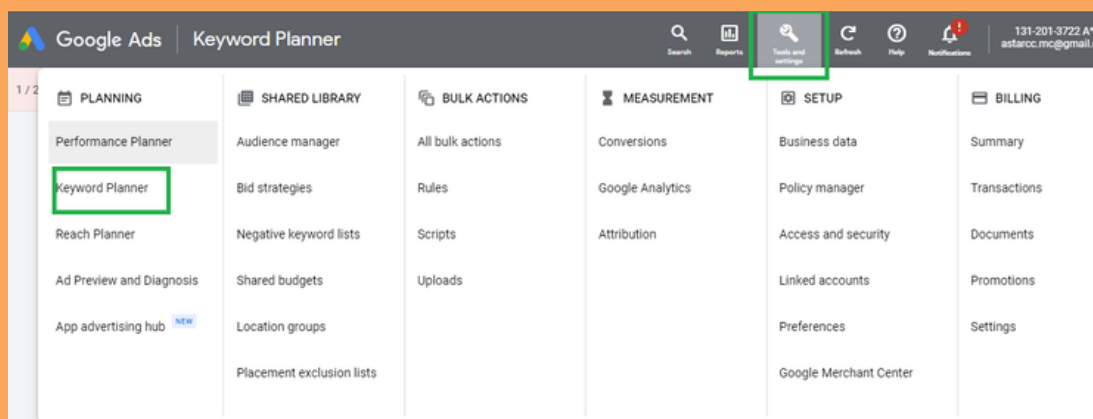 Google Ads | Keyword Planner
Search
Reports
Tools and settings
Refresh
Help
Notifications
131-201-3722 A
astarcc.mc@gmail.
1 / 2
PLANNING
Performance Planner
Keyword Planner
Reach Planner
Ad Preview and Diagnosis
App advertising hub NEW
SHARED LIBRARY
Audience manager
Bid strategies
Negative keyword lists
Shared budgets
Location groups
Placement exclusion lists
BULK ACTIONS
All bulk actions
Rules
Scripts
Uploads
MEASUREMENT
Conversions
Google Analytics
Attribution
SETUP
Business data
Policy manager
Access and security
Linked accounts
Preferences
Google Merchant Center
BILLING
Summary
Transactions
Documents
Promotions
Settings